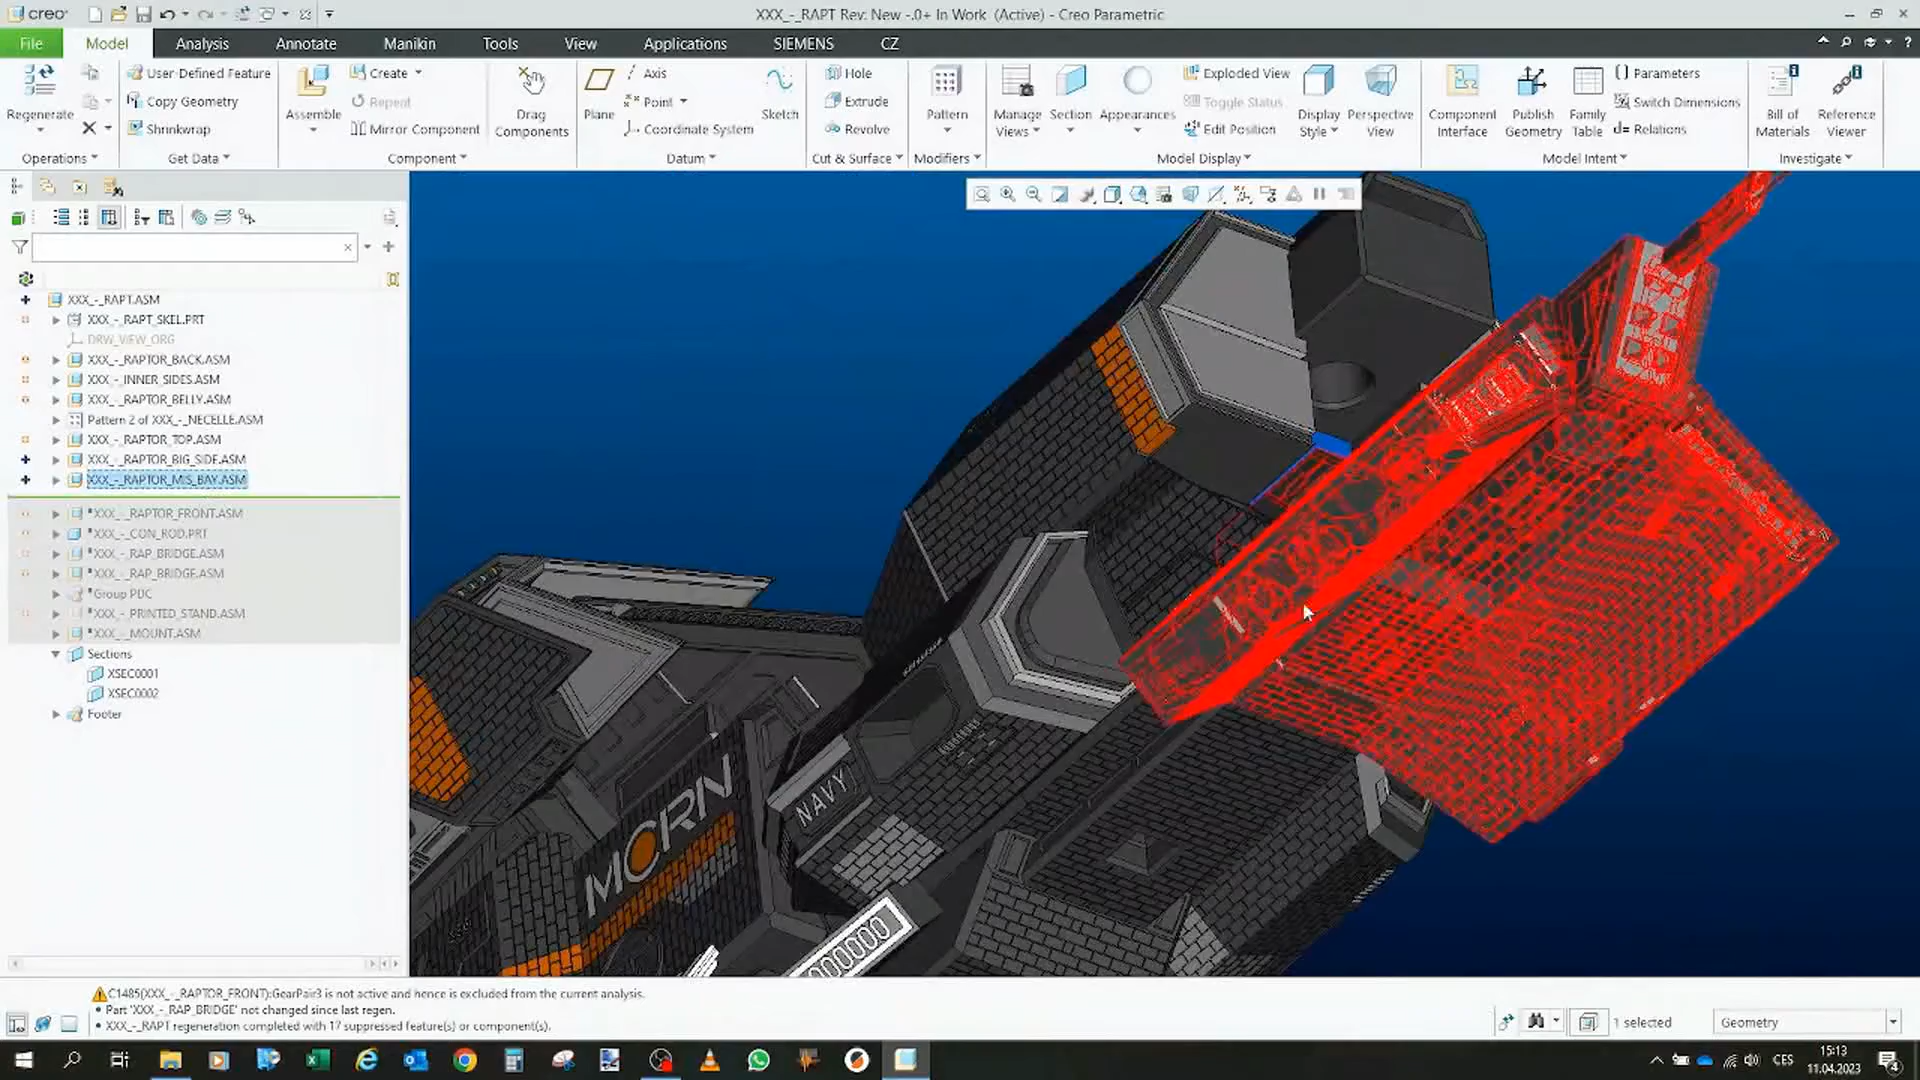 creo
XXX_-_RAPT Rev: New -.0+ In Work (Active) - Creo Parametric
File
Model
Analysis
Annotate
Manikin
Tools
View
Applications
SIEMENS
CZ
Regenerate
Operations
User-Defined Feature
Copy Geometry
Shrinkwrap
Get Data
Assemble
Create
Repeat
Mirror Component
Component
Drag
Components
Plane
Axis
Point
Coordinate System
Sketch
Datum
Hole
Extrude
Revolve
Cut & Surface
Pattern
Modifiers
Manage
Views
Section
Appearances
Exploded View
Toggle Status
Edit Position
Display
Style
Perspective
View
Model Display
Component
Interface
Publish
Geometry
Family
Table
Parameters
Switch Dimensions
Relations
Model Intent
Bill of
Materials
Reference
Viewer
Investigate
XXX_-_RAPT.ASM
XXX_-_RAPT_SKEL.PRT
DRW_VIEW_ORG
XXX_-_RAPTOR_BACK.ASM
XXX_-_INNER_SIDES.ASM
XXX_-_RAPTOR_BELLY.ASM
Pattern 2 of XXX_-_NECELLE.ASM
XXX_-_RAPTOR_TOP.ASM
XXX_-_RAPTOR_BIG_SIDE.ASM
XXX_-_RAPTOR_MIS_BAY.ASM
XXX_-_RAPTOR_FRONT.ASM
XXX_-_CON_ROD.PRT
XXX_-_RAP_BRIDGE.ASM
XXX_-_RAP_BRIDGE.ASM
Group PDC
XXX_-_PRINTED_STAND.ASM
XXX_-_MOUNT.ASM
Sections
XSEC0001
XSEC0002
Footer
NAVY
MCRN
C1485(XXX_-_RAPTOR_FRONT):GearPair3 is not active and hence is excluded from the current analysis.
• Part 'XXX_-_RAP_BRIDGE' not changed since last regen.
• XXX_-_RAPT regeneration completed with 17 suppressed feature(s) or component(s).
1 selected
Geometry
CES
15:13
11.04.2023
4